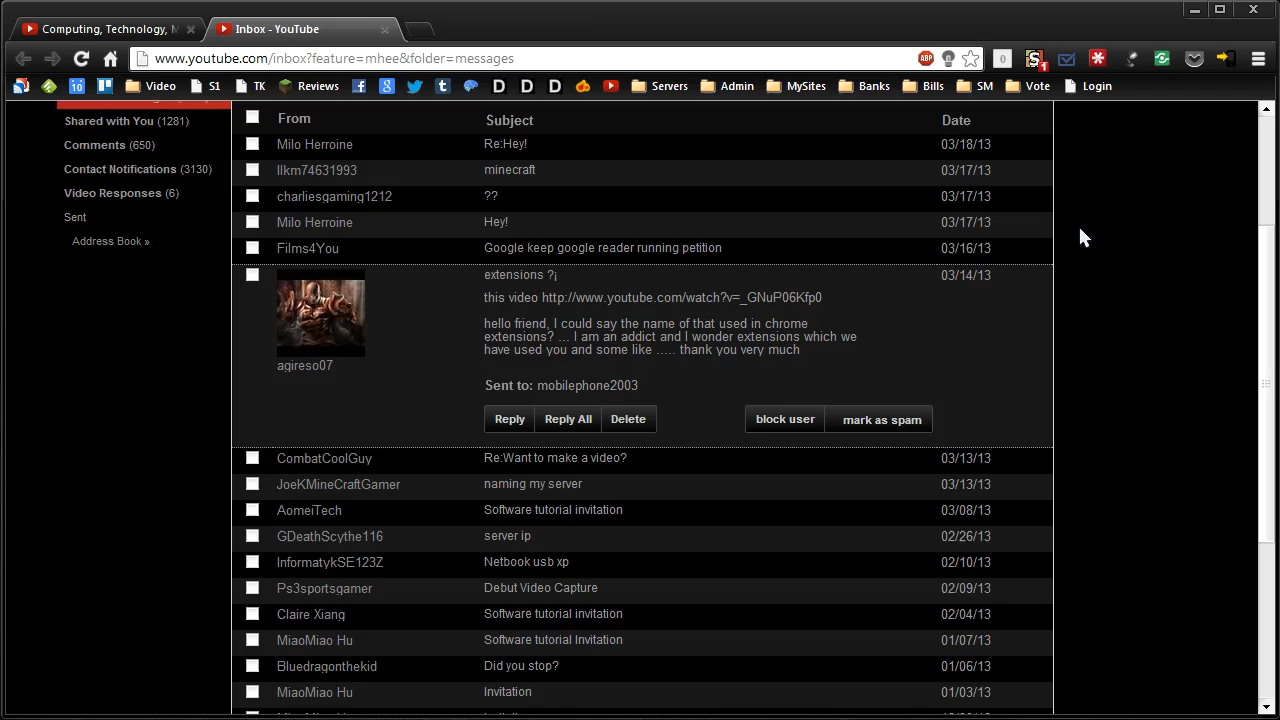 Computing, Technology, M
Inbox - YouTube
www.youtube.com/inbox?feature=mhee&folder=messages
ABP
0
S 1
10
Video
S1
TK
Reviews
D
D
D
Servers
Admin
MySites
Banks
Bills
SM
Vote
Login
Shared with You (1281)
Comments (650)
Contact Notifications (3130)
Video Responses (6)
Sent
Address Book »
From Subject Date
Milo Herroine Re:Hey! 03/18/13
llkm74631993 minecraft 03/17/13
charliesgaming1212 ?? 03/17/13
Milo Herroine Hey! 03/17/13
Films4You Google keep google reader running petition 03/16/13
extensions ?¡ 03/14/13
this video http://www.youtube.com/watch?v=_GNuP06Kfp0
hello friend, I could say the name of that used in chrome
extensions? ... I am an addict and I wonder extensions which we
have used you and some like ..... thank you very much
agireso07
Sent to: mobilephone2003
Reply Reply All Delete block user mark as spam
CombatCoolGuy Re:Want to make a video? 03/13/13
JoeKMineCraftGamer naming my server 03/13/13
AomeiTech Software tutorial invitation 03/08/13
GDeathScythe116 server ip 02/26/13
InformatykSE123Z Netbook usb xp 02/10/13
Ps3sportsgamer Debut Video Capture 02/09/13
Claire Xiang Software tutorial invitation 02/04/13
MiaoMiao Hu Software tutorial Invitation 01/07/13
Bluedragonthekid Did you stop? 01/06/13
MiaoMiao Hu Invitation 01/03/13